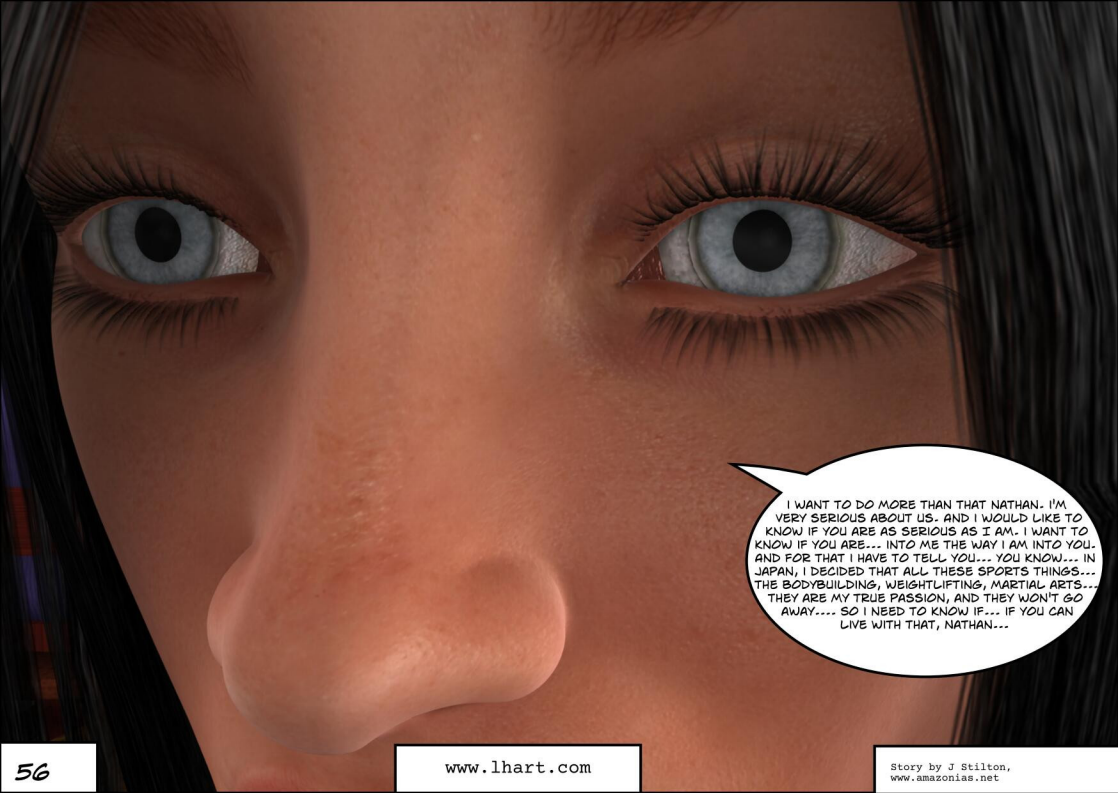 I WANT TO DO MORE THAN THAT NATHAN. I'M
VERY SERIOUS ABOUT US. AND I WOULD LIKE TO
KNOW IF YOU ARE AS SERIOUS AS I AM. I WANT TO
KNOW IF YOU ARE... INTO ME THE WAY I AM INTO YOU.
AND FOR THAT I HAVE TO TELL YOU... YOU KNOW... IN
JAPAN, I DECIDED THAT ALL THESE SPORTS THINGS...
THE BODYBUILDING, WEIGHTLIFTING, MARTIAL ARTS...
THEY ARE MY TRUE PASSION, AND THEY WON'T GO
AWAY.... SO I NEED TO KNOW IF... IF YOU CAN
LIVE WITH THAT, NATHAN...
56
www.lhart.com
Story by J Stilton,
www.amazonias.net